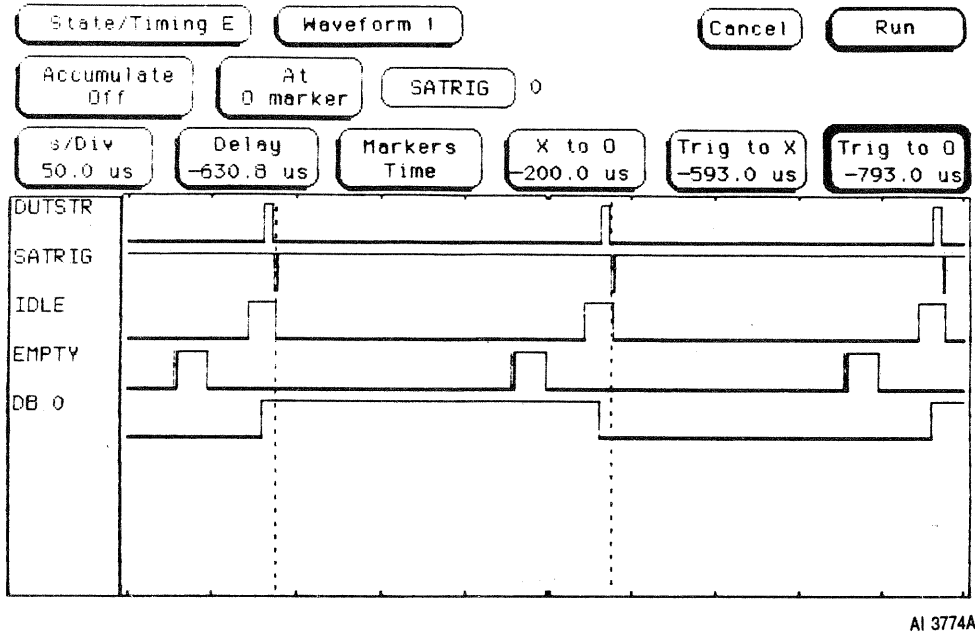 State/Timing E Waveform 1 Cancel Run
Accumulate Off At O marker SATRIG 0
s/Div 50.0 us Delay -630.8 us Markers Time X to O -200.0 us Trig to X -593.0 us Trig to O -793.0 us
DUTSTR
SATRIG
IDLE
EMPTY
DB 0
AI 3774A